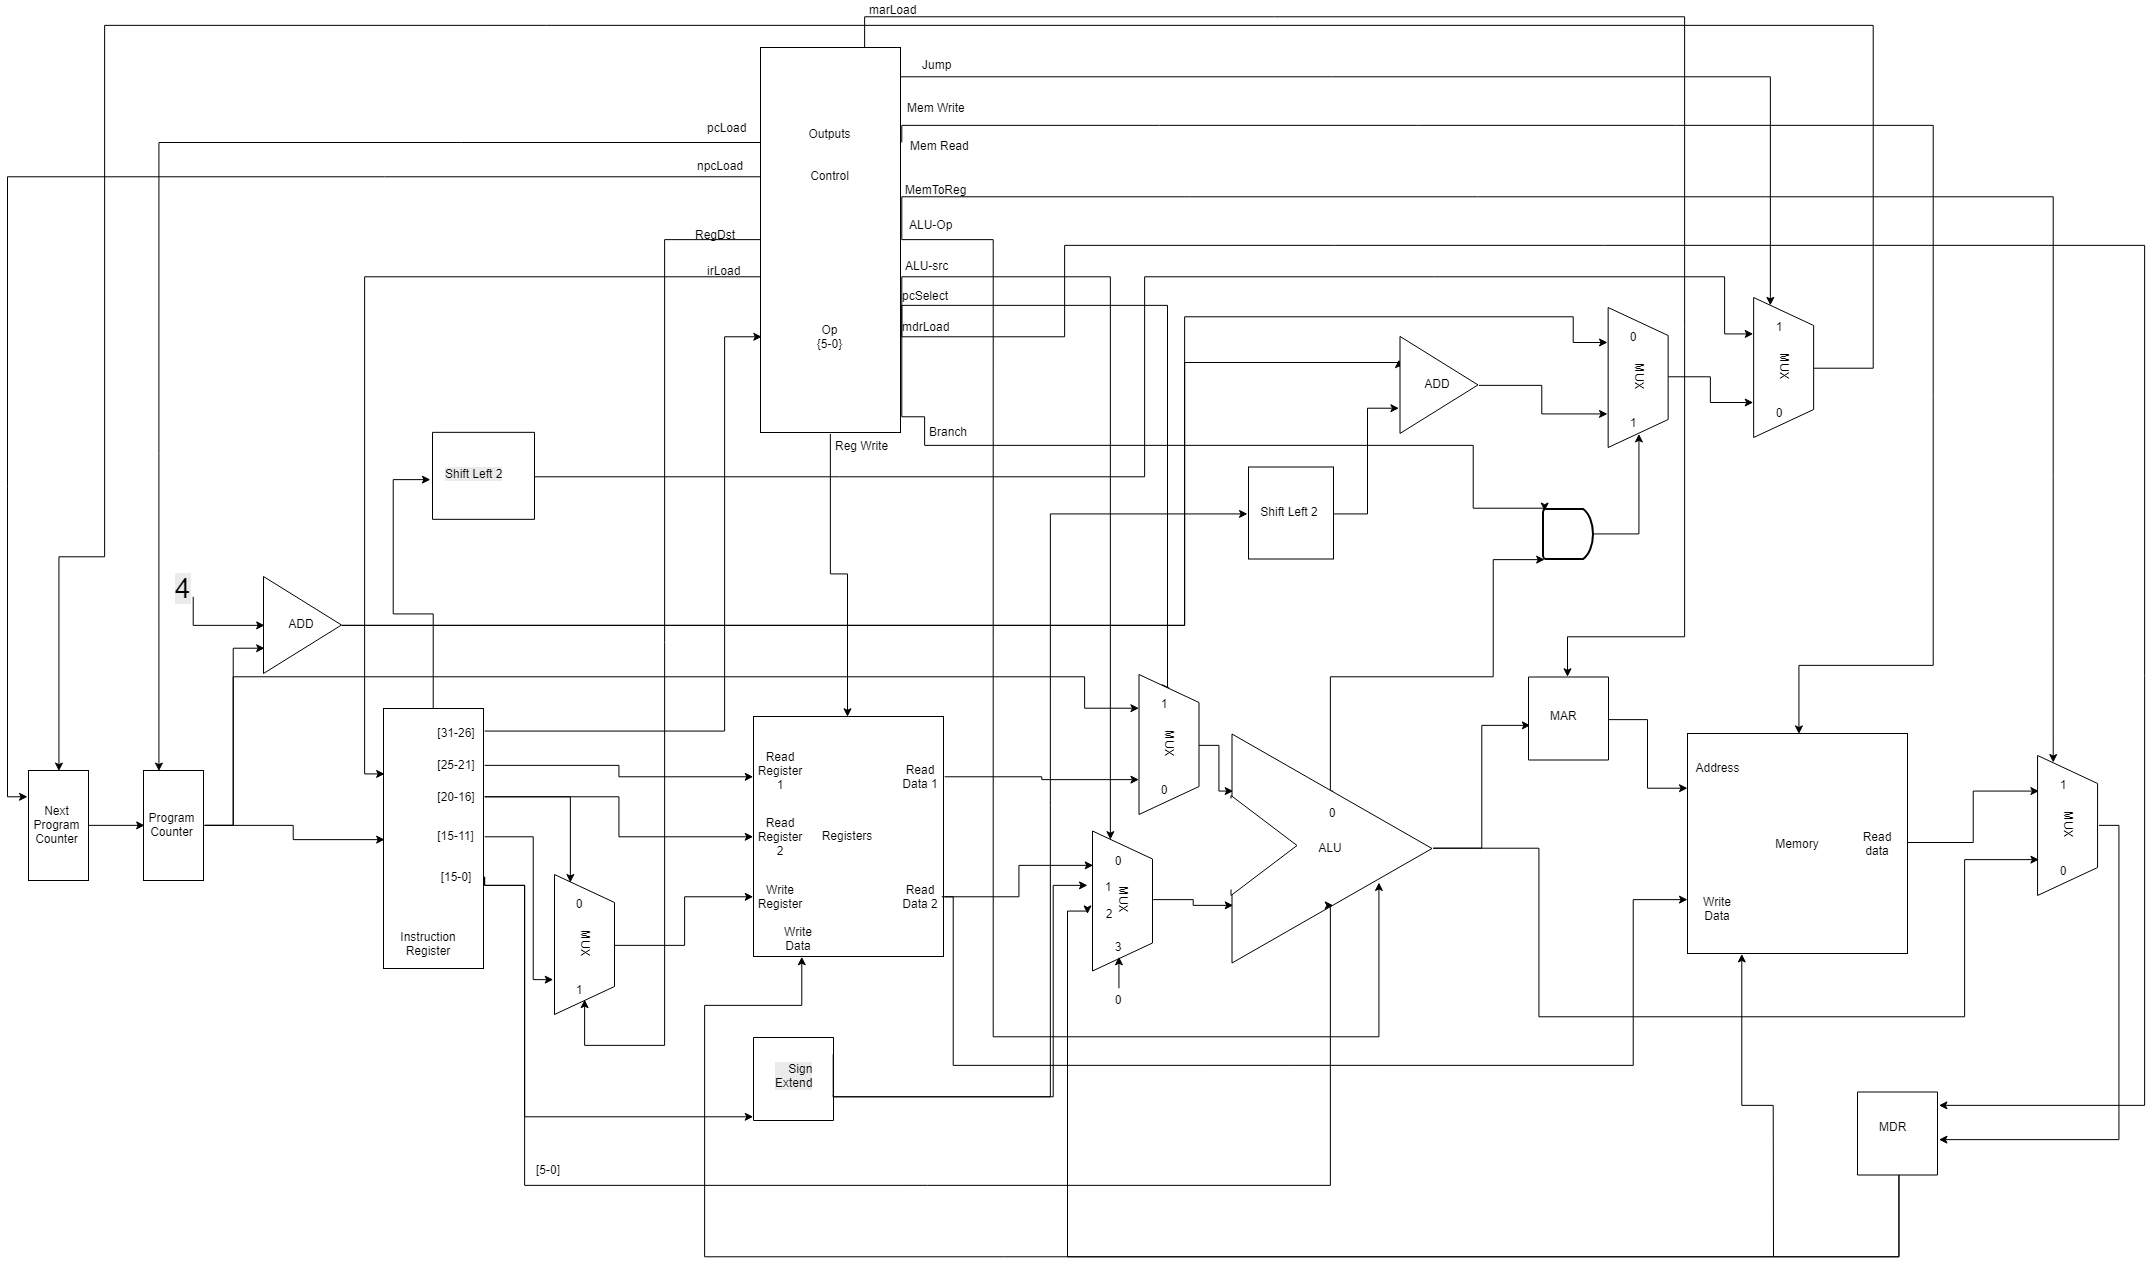 marLoad
Jump
Mem Write
Outputs
pcLoad
Mem Read
npcLoad
Control
MemToReg
ALU-Op
RegDst
irLoad
ALU-src
pcSelect
mdrLoad
Op
{5-0}
1
MUX
0
0
MUX
1
ADD
Branch
Reg Write
Shift Left 2
Shift Left 2
4
ADD
[31-26]
[25-21]
[20-16]
[15-11]
[15-0]
Instruction
Register
Next
Program
Counter
Program
Counter
0
MUX
1
Read
Register
1
Read
Register
2
Registers
Write
Register
Write
Data
Read
Data 1
Read
Data 2
1
MUX
0
0
1
2
3
MUX
0
0
ALU
MAR
Address
Memory
Read
data
Write
Data
1
MUX
0
Sign
Extend
MDR
[5-0]